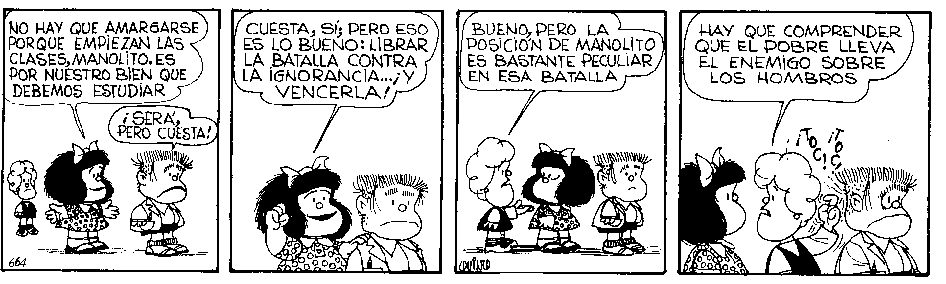 NO HAY QUE AMARGARSE
PORQUE EMPIEZAN LAS
CLASES, MANOLITO. ES
POR NUESTRO BIEN QUE
DEBEMOS ESTUDIAR
¡SERÁ,
PERO CUESTA!
664
CUESTA, SÍ; PERO ESO
ES LO BUENO: LIBRAR
LA BATALLA CONTRA
LA IGNORANCIA...¡Y
VENCERLA!
BUENO, PERO LA
POSICIÓN DE MANOLITO
ES BASTANTE PECULIAR
EN ESA BATALLA
QUINO
HAY QUE COMPRENDER
QUE EL POBRE LLEVA
EL ENEMIGO SOBRE
LOS HOMBROS
¡TOC!
¡TOC!